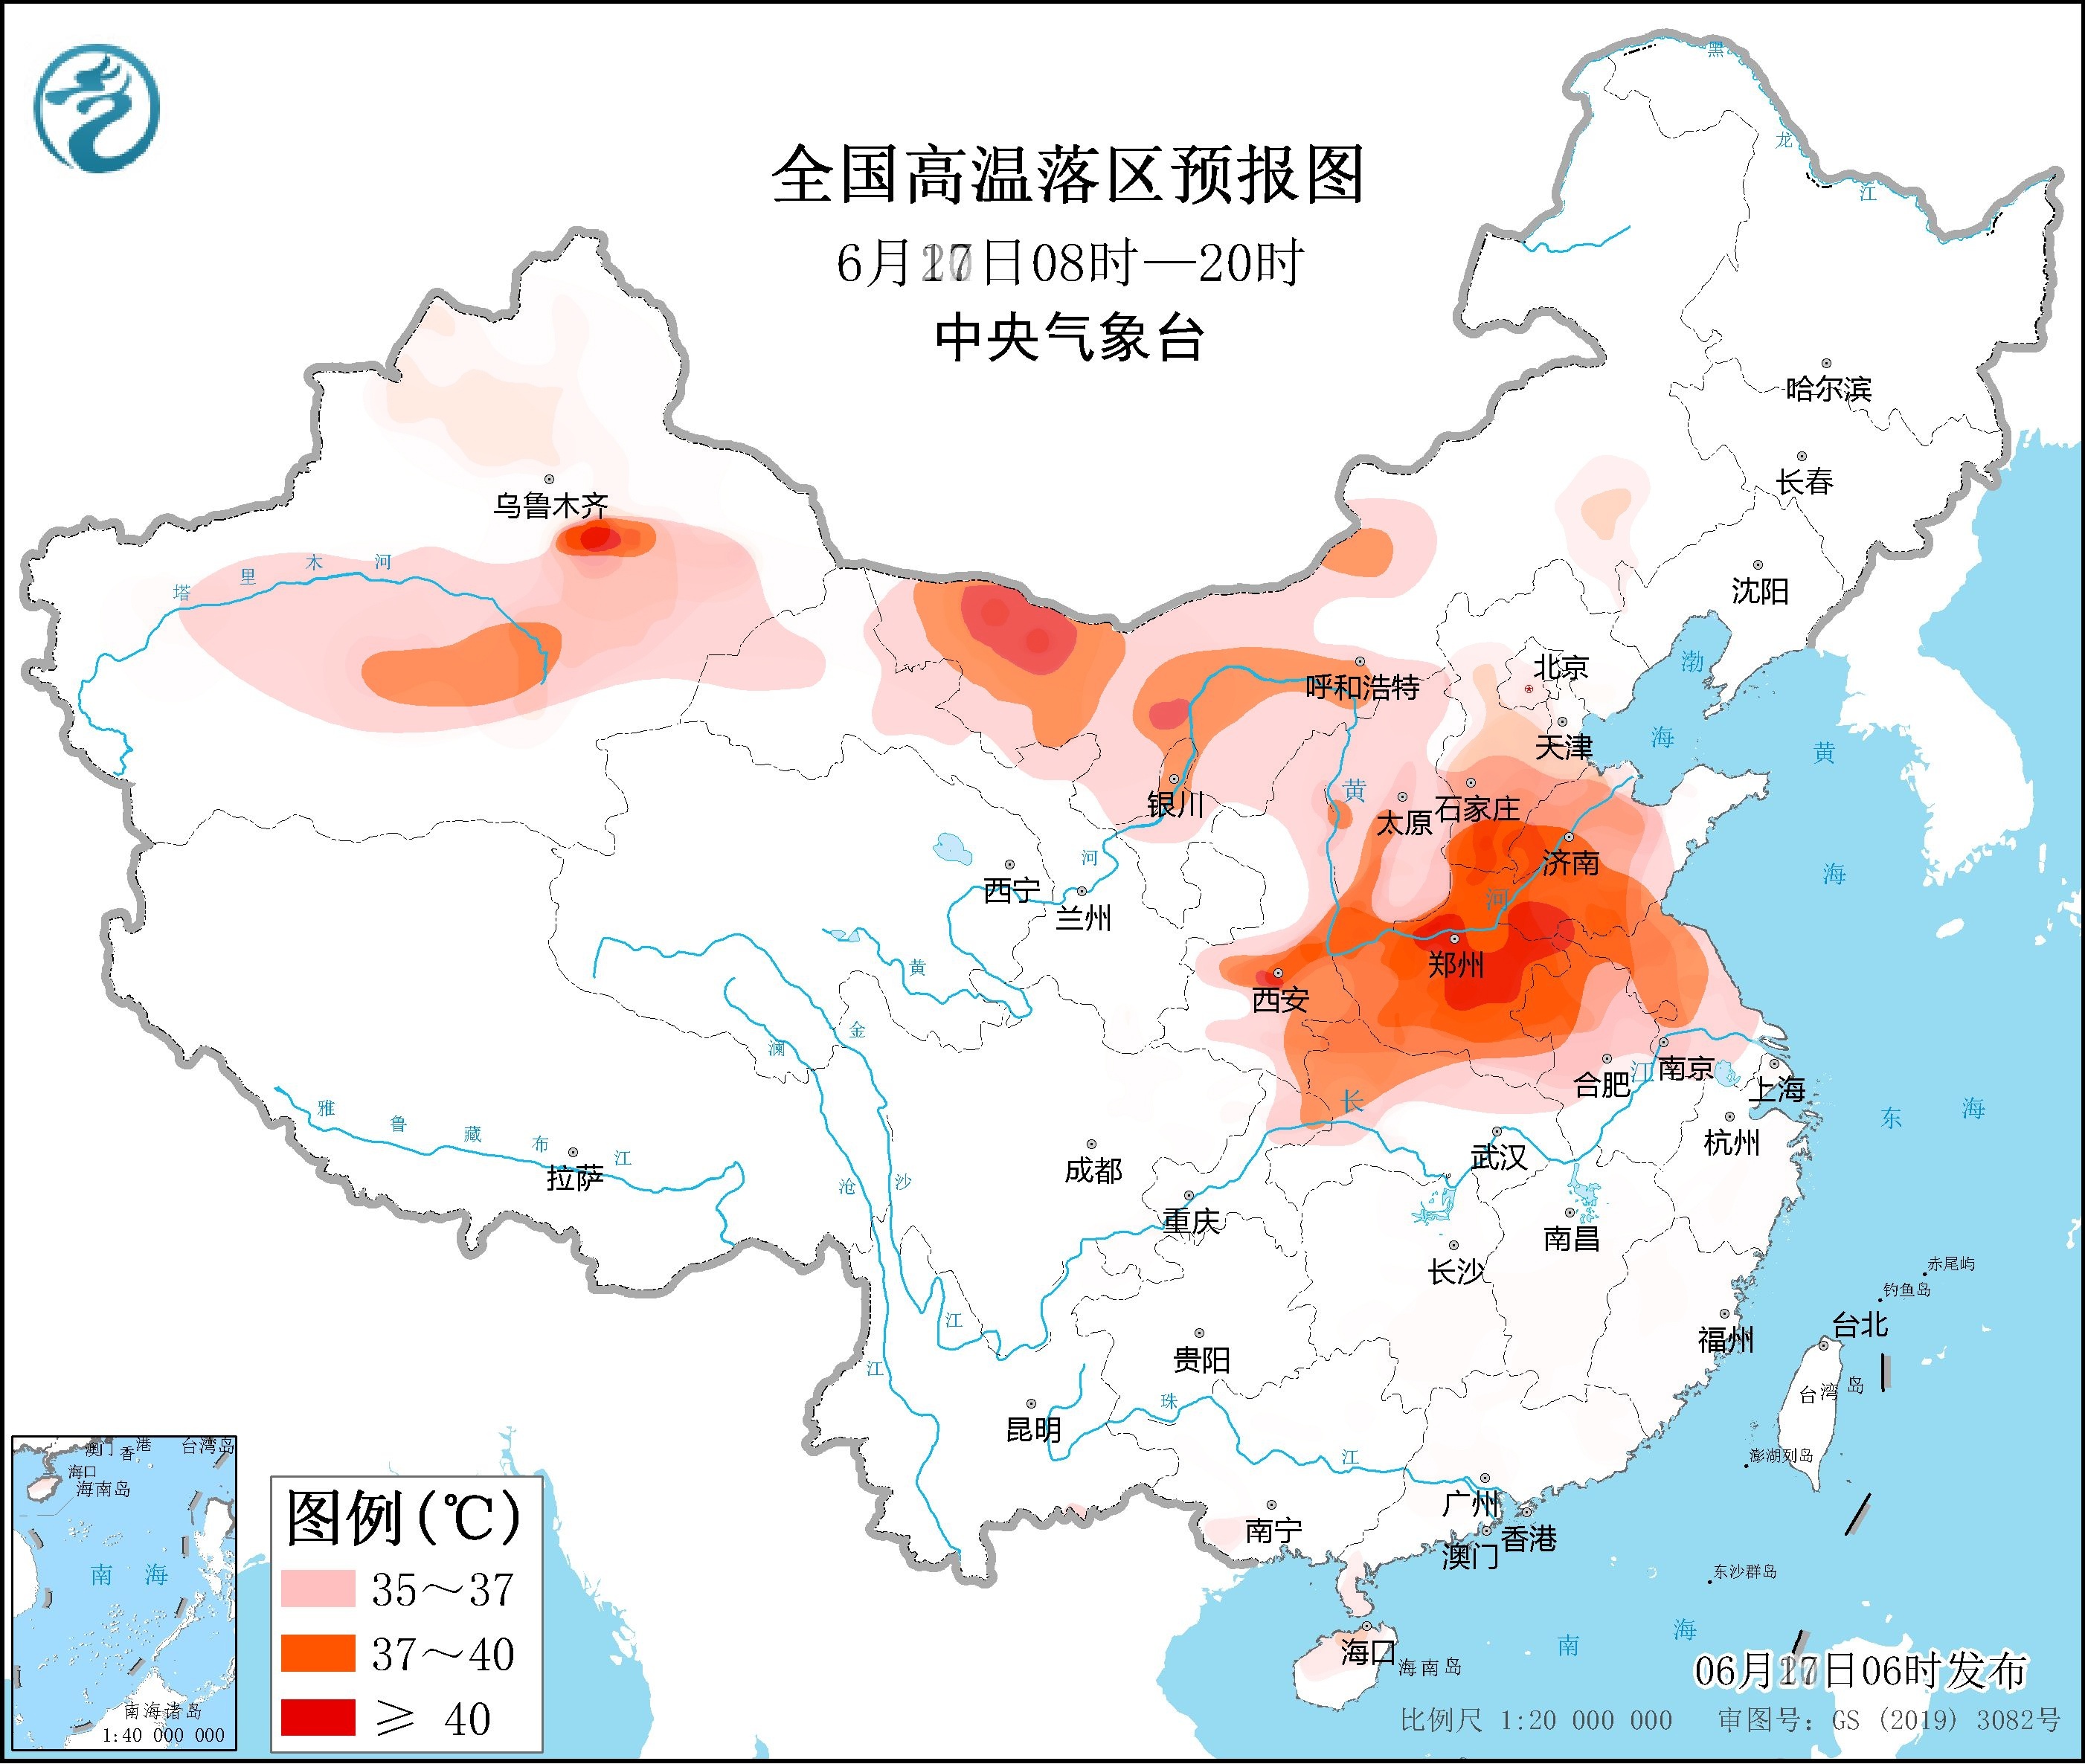 全国高温落区预报图
6月 日08时—20时
中央气象台
黑
龙
江
哈尔滨
长春
沈阳
乌鲁木齐
塔
里
木
河
北京
天津
渤
海
黄
海
呼和浩特
银川
黄
太原
石家庄
济南
河
西宁
兰州
河
郑州
西安
黄
金
澜
合肥
江
南京
上海
长
东
海
杭州
武汉
雅
鲁
藏
布
江
拉萨
成都
沧
沙
重庆
南昌
长沙
赤尾屿
钓鱼岛
江
福州
台北
贵阳
江
台湾岛
珠
昆明
江
澎湖列岛
广州
香港
澳门
南宁
东沙群岛
南
海
海口
海南岛
澳门
香港
台湾岛
海口
海南岛
南
海
南海诸岛
1:40 000 000
图例(℃)
35～37
37～40
≥ 40
06月 日06时发布
比例尺 1:20 000 000
审图号: GS (2019) 3082号